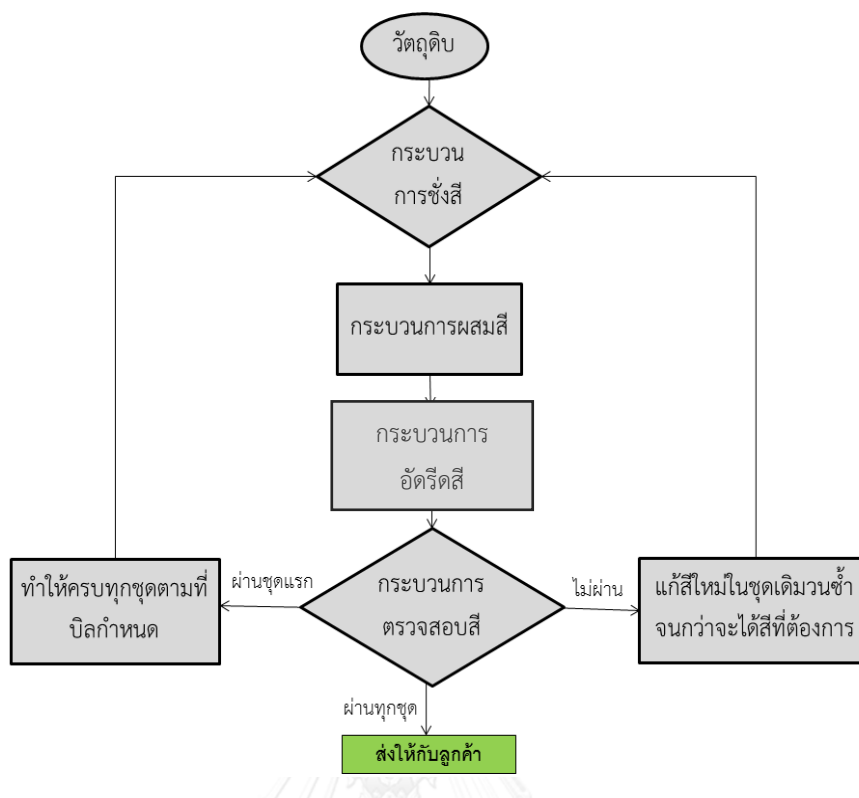 วัตถุดิบ
กระบวน
การชั่งสี
กระบวนการผสมสี
กระบวนการ
อัดรีดสี
กระบวนการ
ตรวจสอบสี
ผ่านชุดแรก
ทำให้ครบทุกชุดตามที่
บิลกำหนด
ไม่ผ่าน
แก้สีใหม่ในชุดเดิมวนซ้ำ
จนกว่าจะได้สีที่ต้องการ
ผ่านทุกชุด
ส่งให้กับลูกค้า